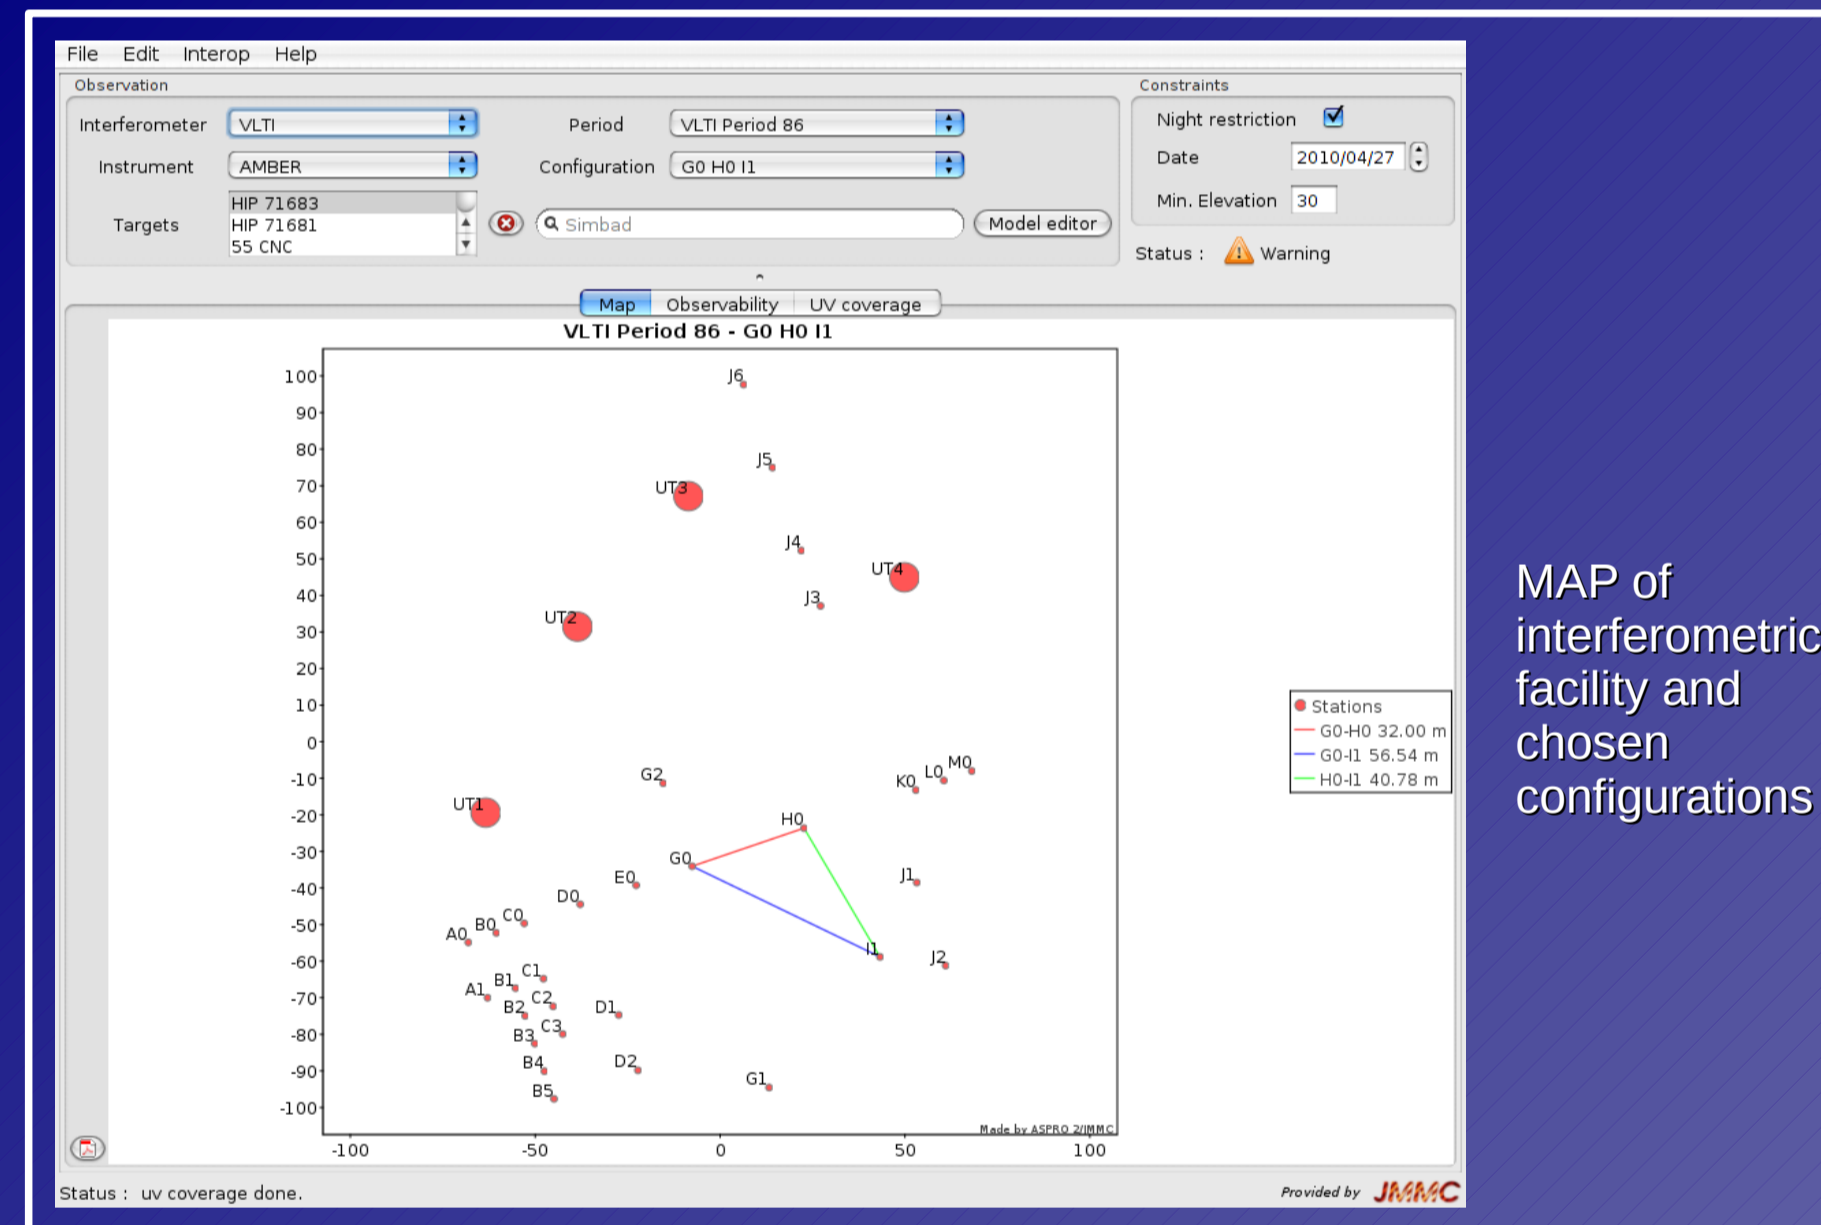 File Edit Interop Help
Observation
Constraints
Interferometer VLTI
Period VLTI Period 86
Night restriction
Instrument AMBER
Configuration G0 H0 I1
Date 2010/04/27
Targets
HIP 71683
HIP 71681
55 CNC
Simbad
Model editor
Min. Elevation 30
Status : Warning
Map Observability UV coverage
VLTI Period 86 - G0 H0 I1
100
90
80
70
60
50
40
30
20
10
0
-10
-20
-30
-40
-50
-60
-70
-80
-90
-100
J6
J5
UT3
J4
UT4
J3
UT2
G2
K0 L0 M0
UT1
H0
G0
E0
J1
D0
C0
B0
A0
I1
J2
C1
B1
A1
C2
B2
D1
C3
B3
B4
D2
G1
B5
Stations
G0-H0 32.00 m
G0-I1 56.54 m
H0-I1 40.78 m
Made by ASPRO 2/JMMC
-100 -50 0 50 100
Status : uv coverage done.
Provided by JMMC
MAP of
interferometric
facility and
chosen
configurations